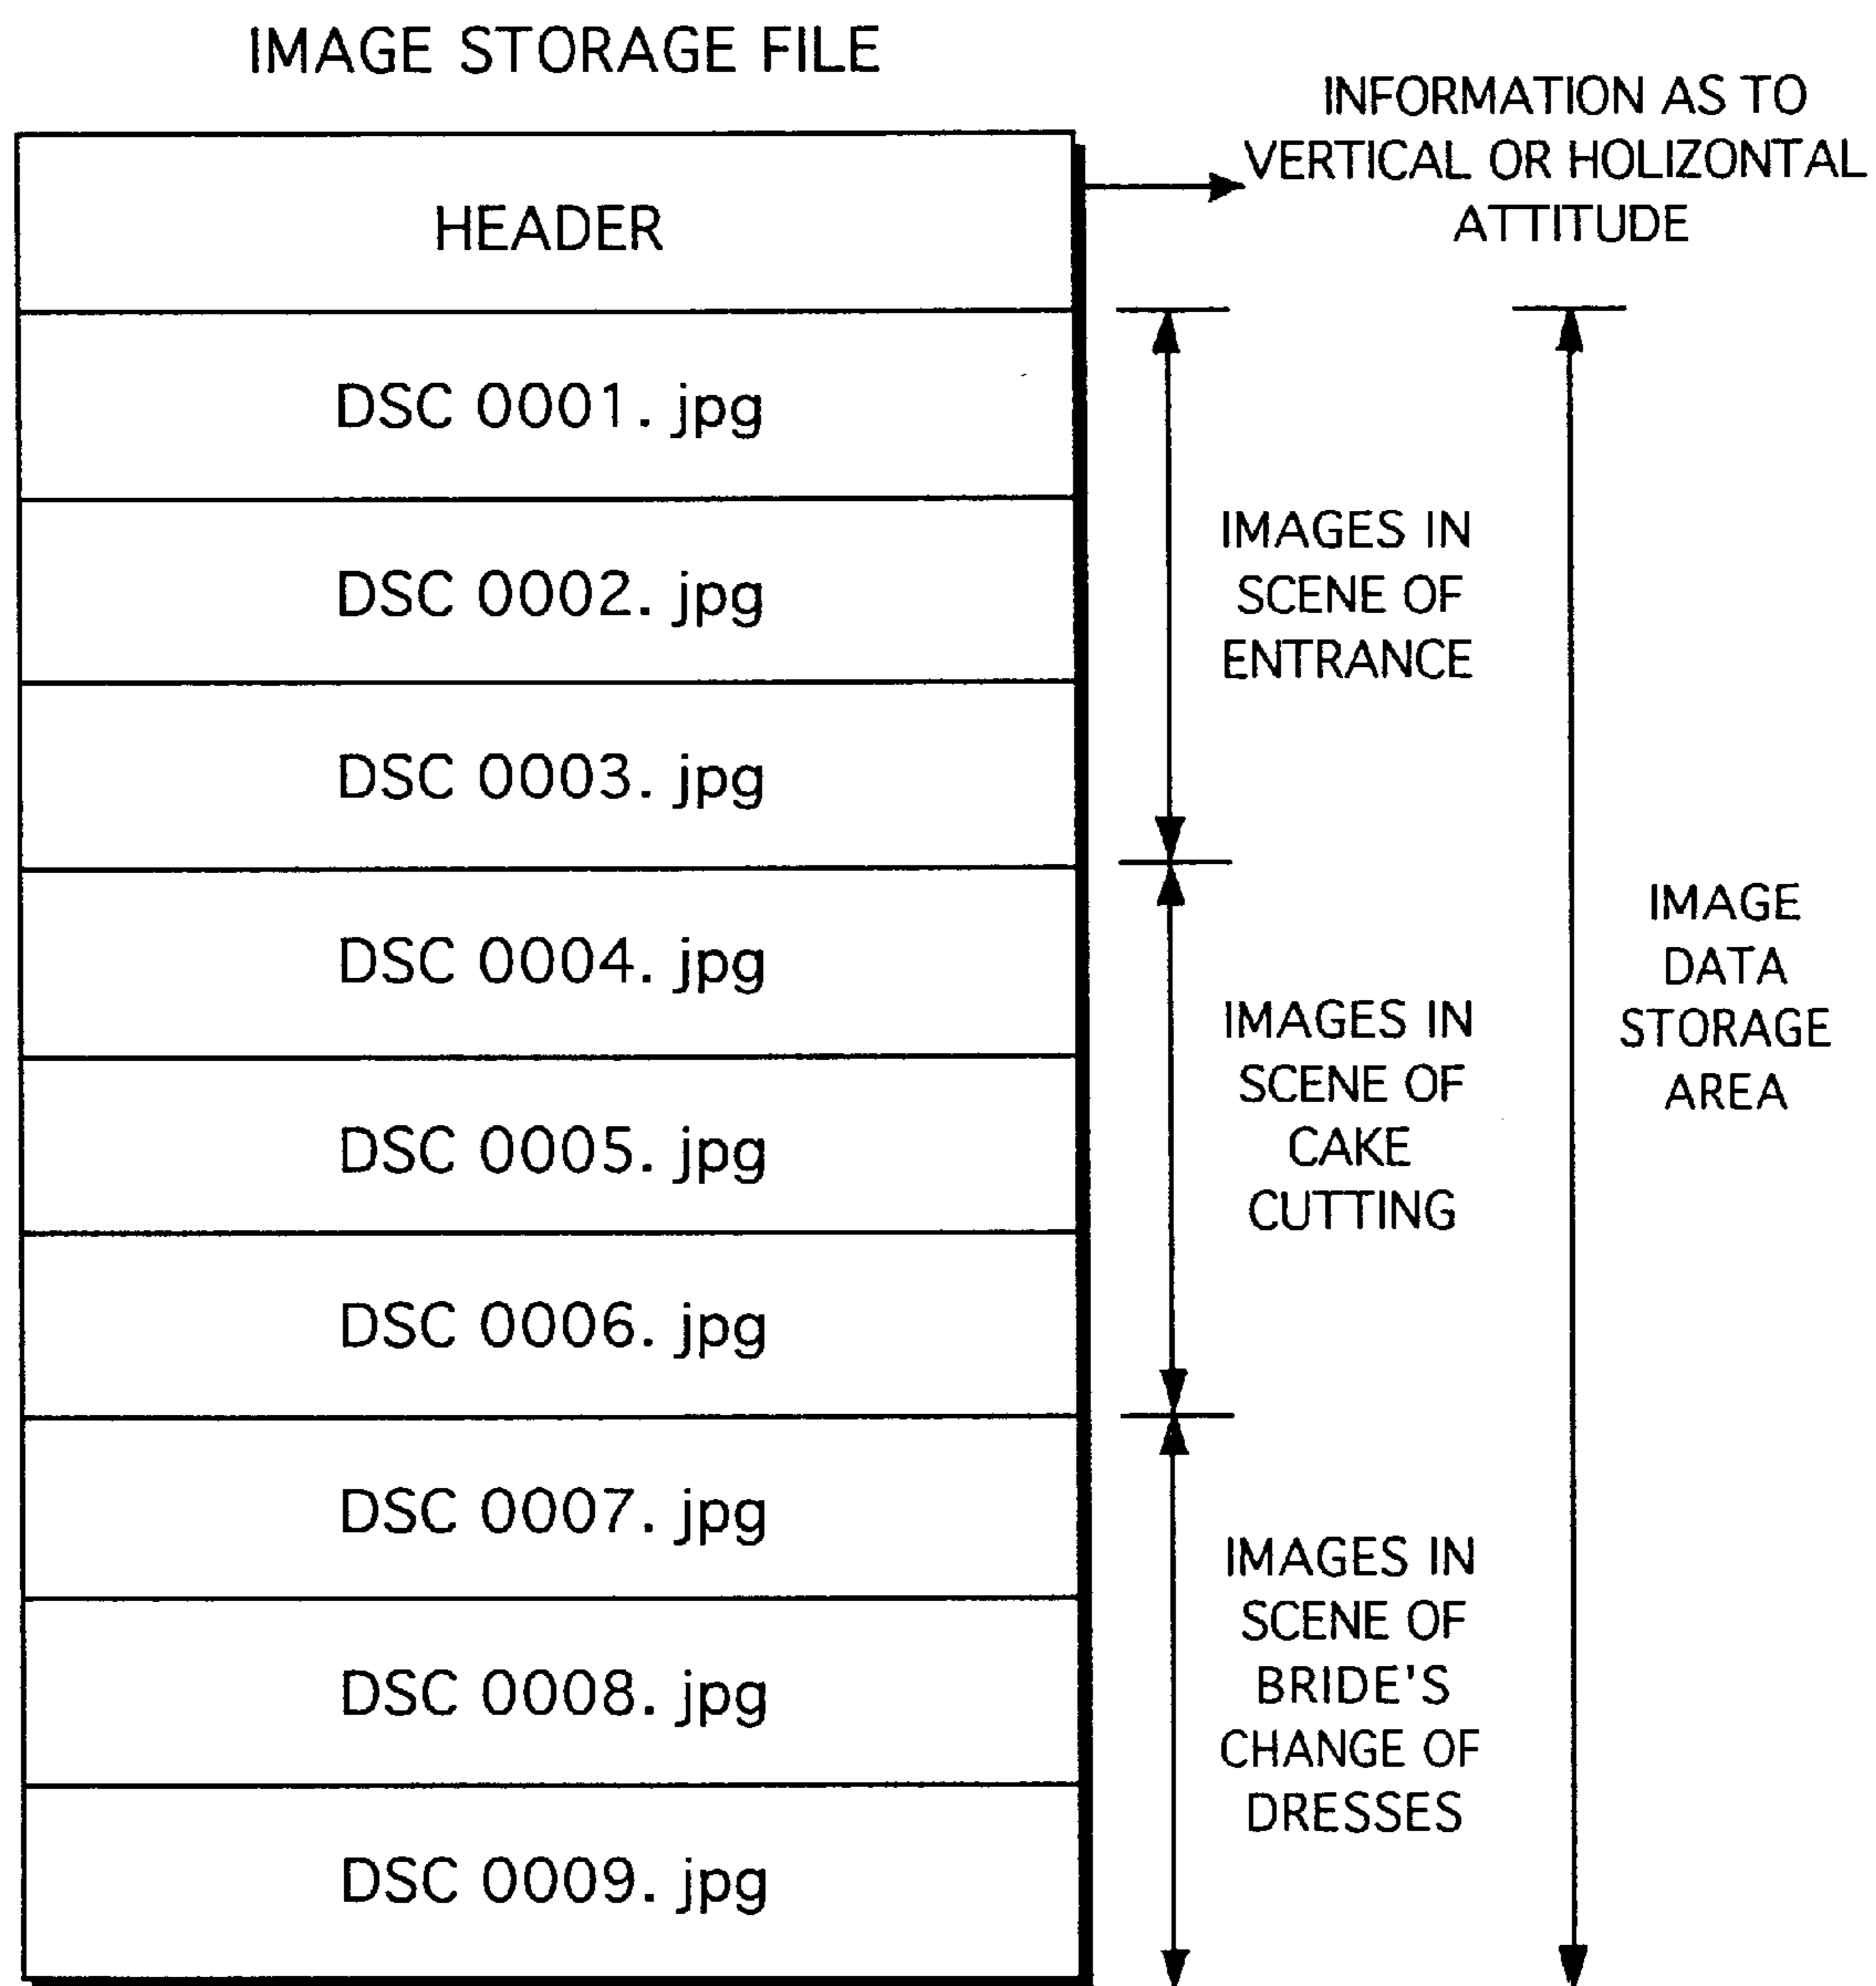 IMAGE STORAGE FILE
INFORMATION AS TO
VERTICAL OR HOLIZONTAL
ATTITUDE
HEADER
DSC 0001. jpg
DSC 0002. jpg
DSC 0003. jpg
IMAGES IN
SCENE OF
ENTRANCE
DSC 0004. jpg
DSC 0005. jpg
DSC 0006. jpg
IMAGES IN
SCENE OF
CAKE
CUTTING
DSC 0007. jpg
DSC 0008. jpg
DSC 0009. jpg
IMAGES IN
SCENE OF
BRIDE'S
CHANGE OF
DRESSES
IMAGE
DATA
STORAGE
AREA